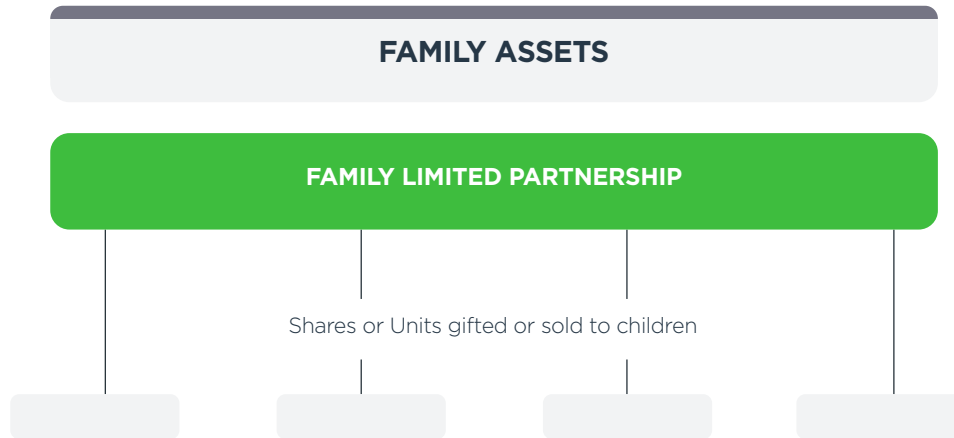 FAMILY ASSETS
FAMILY LIMITED PARTNERSHIP
Shares or Units gifted or sold to children